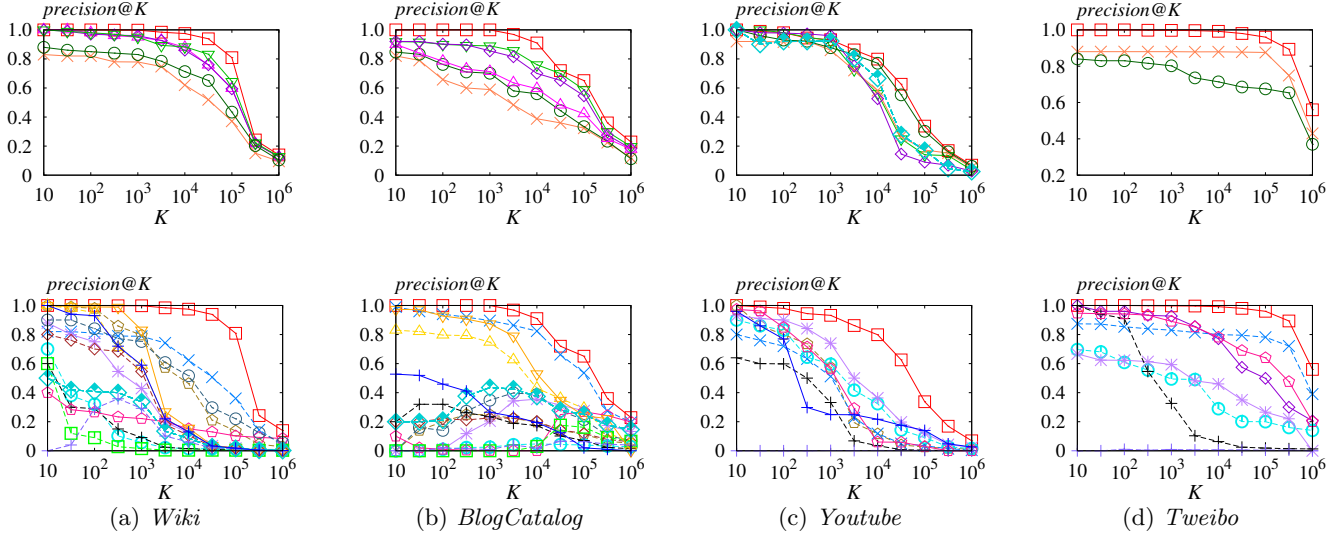 precision@K precision@K precision@K precision@K
1.0 1.0 1.0 1.0
0.8 0.8 0.8 0.8
0.6 0.6 0.6 0.6
0.4 0.4 0.4 0.4
0.2 0.2 0.2 0.2
0 0 0
10 10² 10³ 10⁴ 10⁵ 10⁶ 10 10² 10³ 10⁴ 10⁵ 10⁶ 10 10² 10³ 10⁴ 10⁵ 10⁶ 10 10² 10³ 10⁴ 10⁵ 10⁶
K K K K
precision@K precision@K precision@K precision@K
1.0 1.0 1.0 1.0
0.8 0.8 0.8 0.8
0.6 0.6 0.6 0.6
0.4 0.4 0.4 0.4
0.2 0.2 0.2 0.2
0 0 0 0
10 10² 10³ 10⁴ 10⁵ 10⁶ 10 10² 10³ 10⁴ 10⁵ 10⁶ 10 10² 10³ 10⁴ 10⁵ 10⁶ 10 10² 10³ 10⁴ 10⁵ 10⁶
K K K K
(a) Wiki (b) BlogCatalog (c) Youtube (d) Tweibo